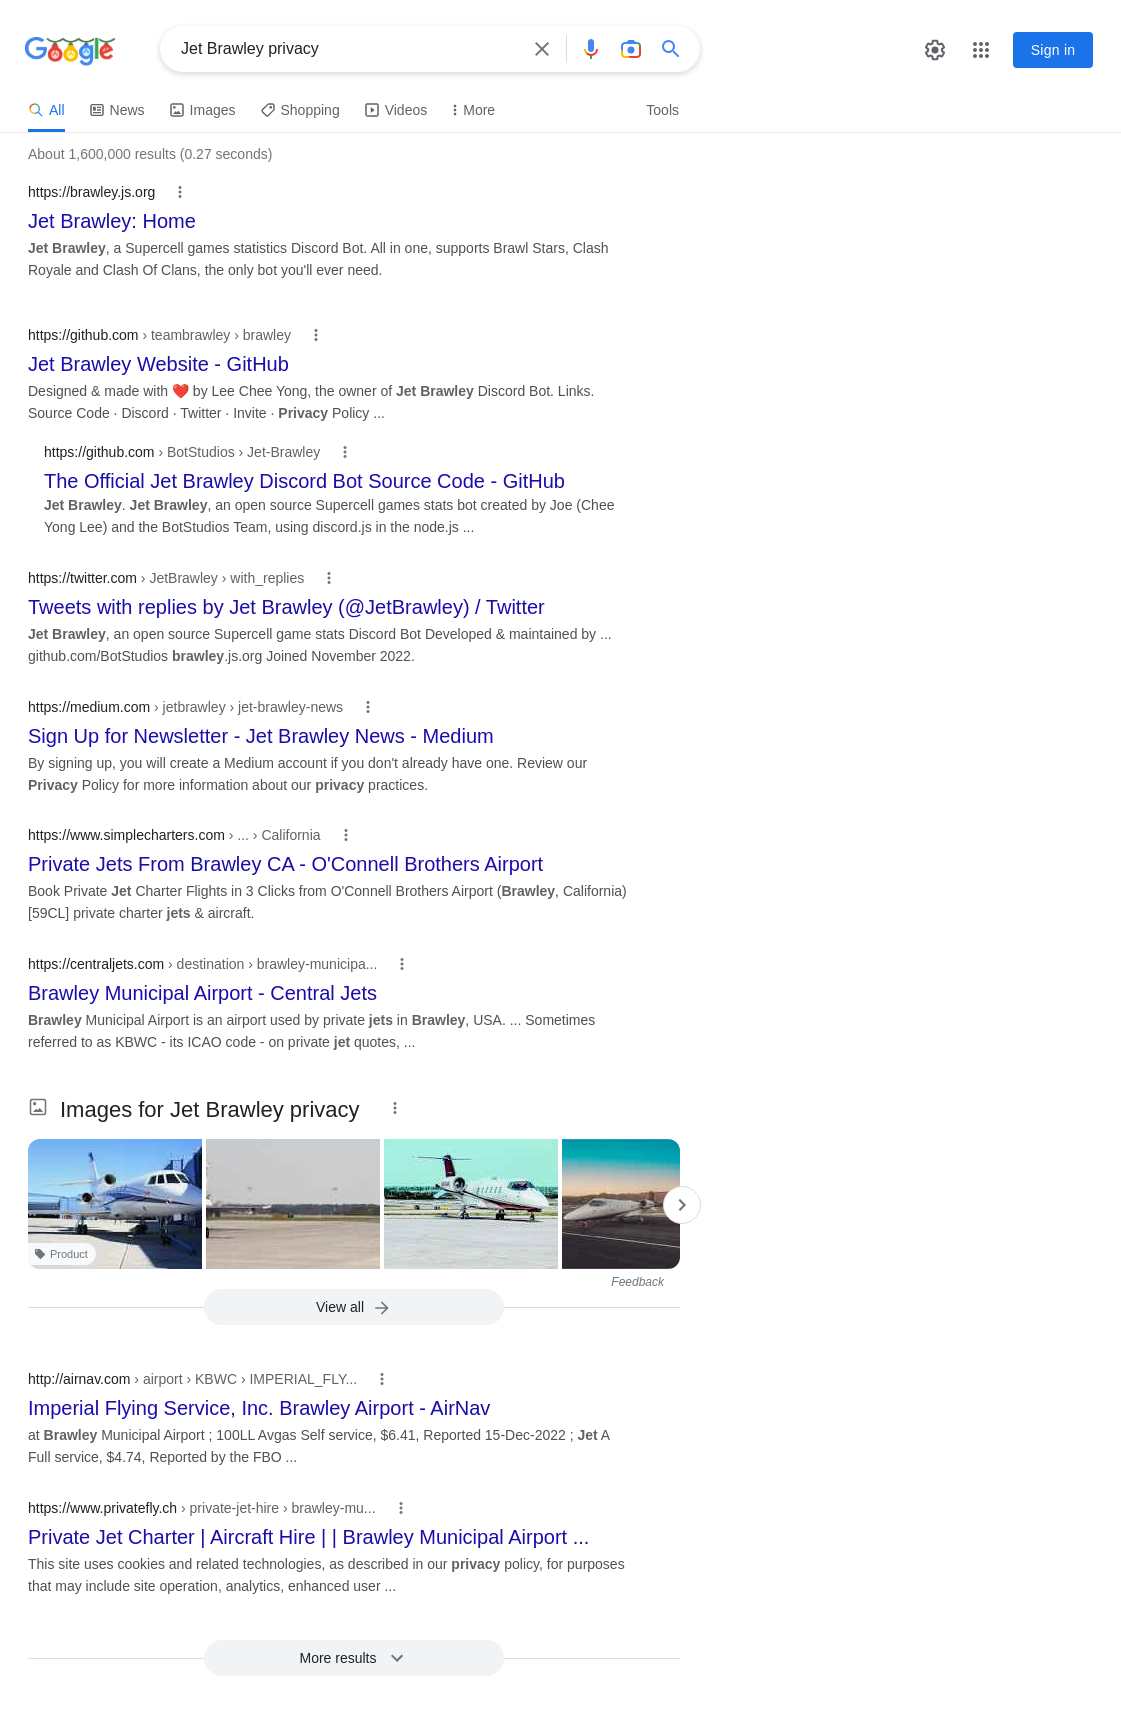 Google
Jet Brawley privacy
Sign in
All News Images Shopping Videos More Tools
About 1,600,000 results (0.27 seconds)
https://brawley.js.org
Jet Brawley: Home
Jet Brawley, a Supercell games statistics Discord Bot. All in one, supports Brawl Stars, Clash
Royale and Clash Of Clans, the only bot you'll ever need.
https://github.com › teambrawley › brawley
Jet Brawley Website - GitHub
Designed & made with ❤️ by Lee Chee Yong, the owner of Jet Brawley Discord Bot. Links.
Source Code · Discord · Twitter · Invite · Privacy Policy ...
https://github.com › BotStudios › Jet-Brawley
The Official Jet Brawley Discord Bot Source Code - GitHub
Jet Brawley. Jet Brawley, an open source Supercell games stats bot created by Joe (Chee
Yong Lee) and the BotStudios Team, using discord.js in the node.js ...
https://twitter.com › JetBrawley › with_replies
Tweets with replies by Jet Brawley (@JetBrawley) / Twitter
Jet Brawley, an open source Supercell game stats Discord Bot Developed & maintained by ...
github.com/BotStudios brawley.js.org Joined November 2022.
https://medium.com › jetbrawley › jet-brawley-news
Sign Up for Newsletter - Jet Brawley News - Medium
By signing up, you will create a Medium account if you don't already have one. Review our
Privacy Policy for more information about our privacy practices.
https://www.simplecharters.com › ... › California
Private Jets From Brawley CA - O'Connell Brothers Airport
Book Private Jet Charter Flights in 3 Clicks from O'Connell Brothers Airport (Brawley, California)
[59CL] private charter jets & aircraft.
https://centraljets.com › destination › brawley-municipa...
Brawley Municipal Airport - Central Jets
Brawley Municipal Airport is an airport used by private jets in Brawley, USA. ... Sometimes
referred to as KBWC - its ICAO code - on private jet quotes, ...
Images for Jet Brawley privacy
Product
Feedback
View all
http://airnav.com › airport › KBWC › IMPERIAL_FLY...
Imperial Flying Service, Inc. Brawley Airport - AirNav
at Brawley Municipal Airport ; 100LL Avgas Self service, $6.41, Reported 15-Dec-2022 ; Jet A
Full service, $4.74, Reported by the FBO ...
https://www.privatefly.ch › private-jet-hire › brawley-mu...
Private Jet Charter | Aircraft Hire | | Brawley Municipal Airport ...
This site uses cookies and related technologies, as described in our privacy policy, for purposes
that may include site operation, analytics, enhanced user ...
More results